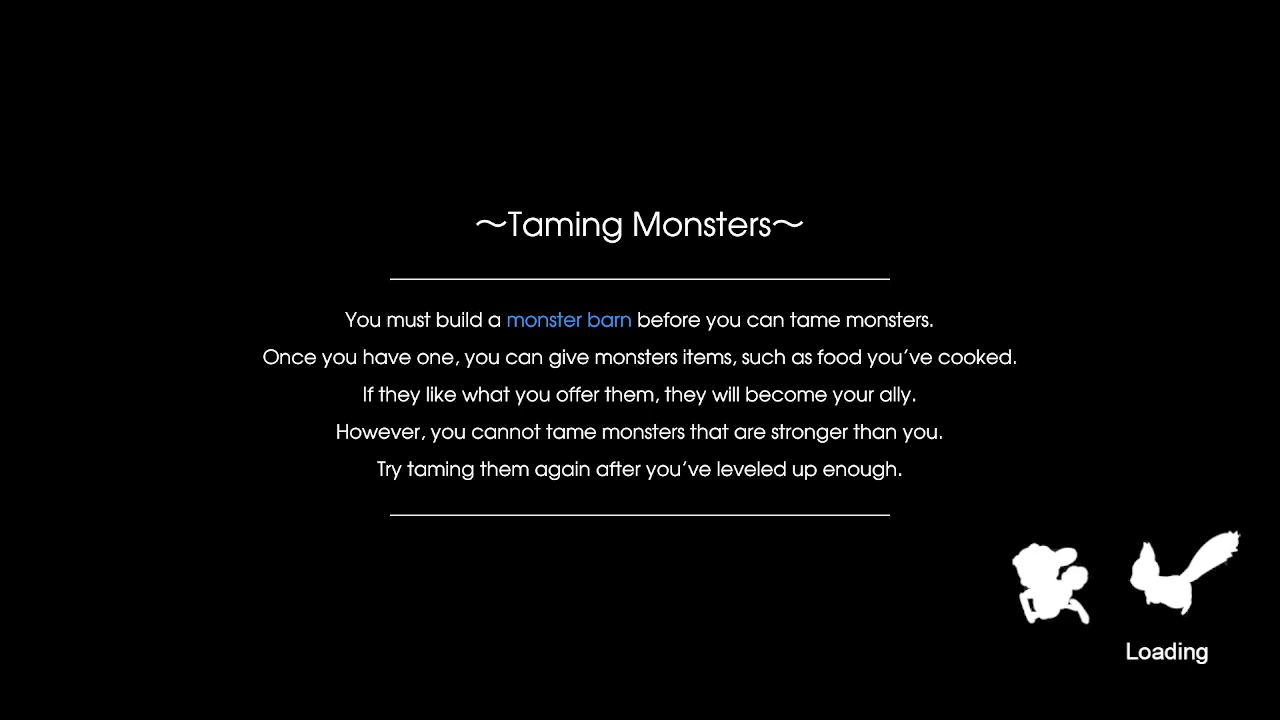 ～Taming Monsters～
You must build a monster barn before you can tame monsters.
Once you have one, you can give monsters items, such as food you've cooked.
If they like what you offer them, they will become your ally.
However, you cannot tame monsters that are stronger than you.
Try taming them again after you've leveled up enough.
Loading